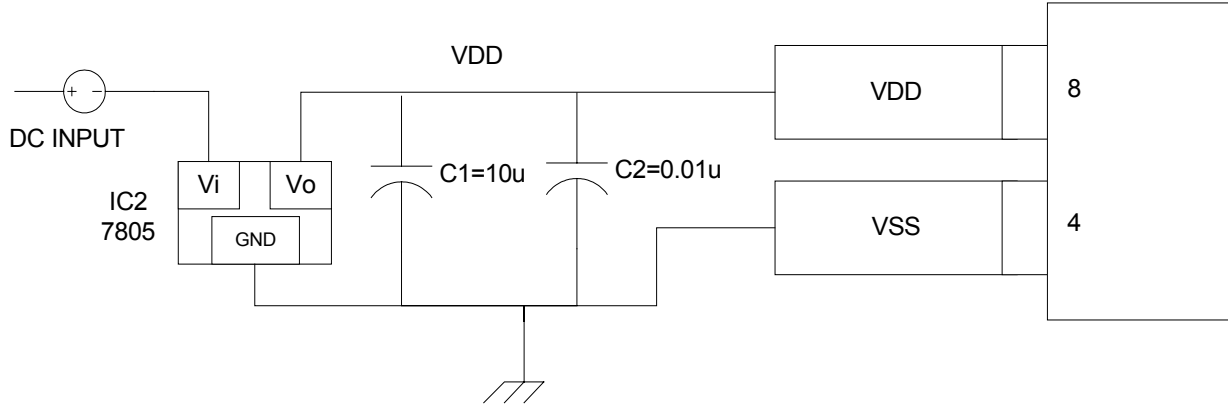 VDD
+ -
DC INPUT
VDD
8
Vi
Vo
C1=10u
C2=0.01u
IC2
7805
GND
VSS
4